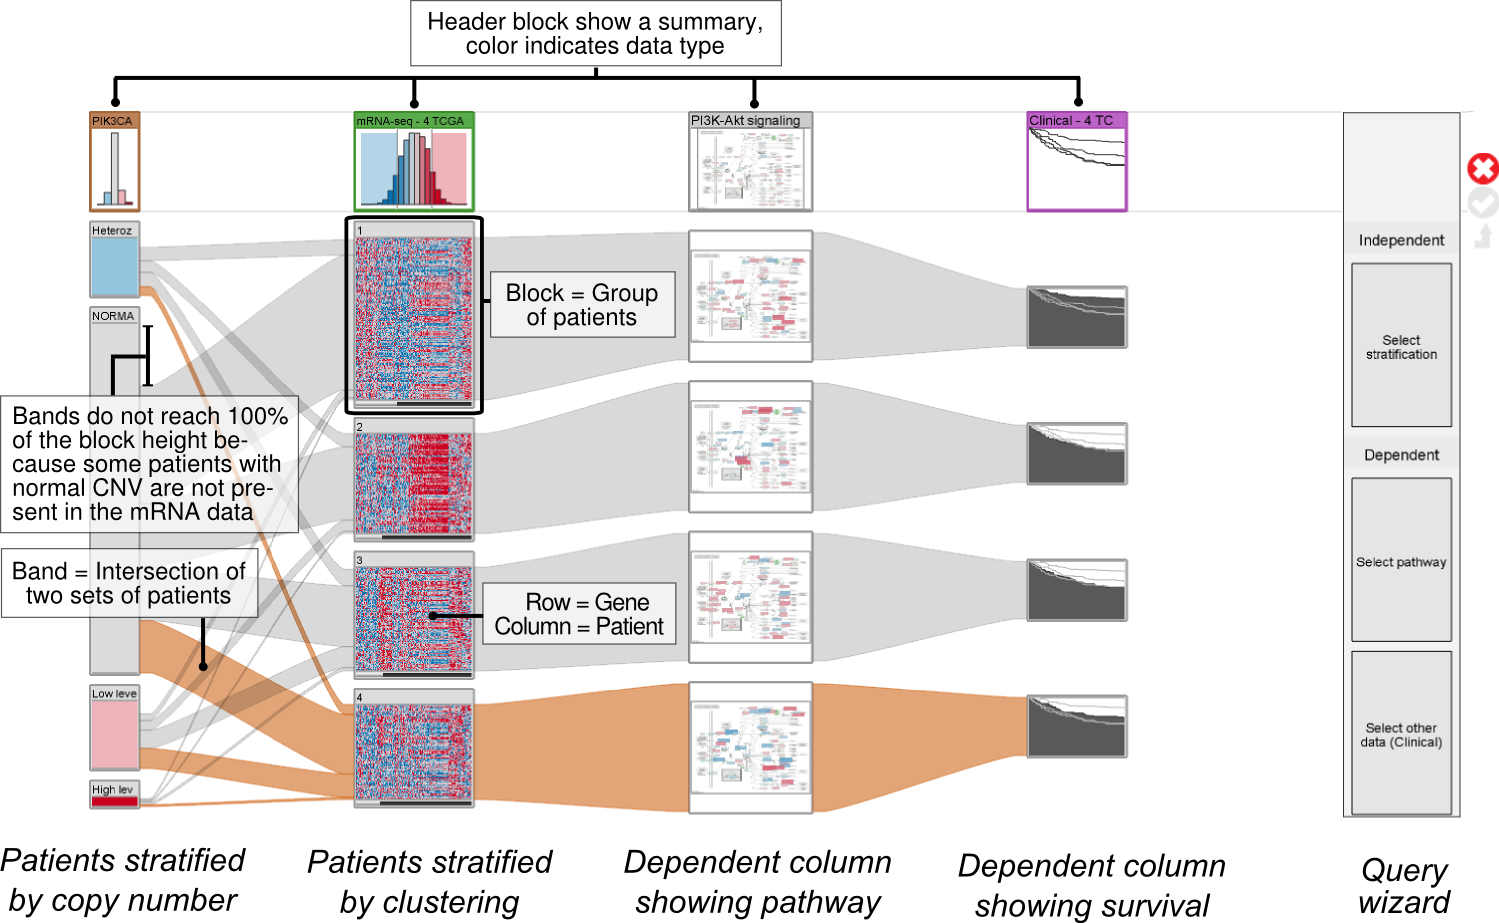 Header block show a summary,
color indicates data type
PIK3CA
mRNA-seq - 4 TCGA
PI3K-Akt signaling
Clinical - 4 TC
Heteroz
1
Independent
Block = Group
of patients
NORMA
Select
stratification
Bands do not reach 100%
of the block height be-
cause some patients with
normal CNV are not pre-
sent in the mRNA data
2
Dependent
Band = Intersection of
two sets of patients
3
Row = Gene
Column = Patient
Select pathway
Low leve
4
Select other
data (Clinical)
High lev
Patients stratified
by copy number
Patients stratified
by clustering
Dependent column
showing pathway
Dependent column
showing survival
Query
wizard